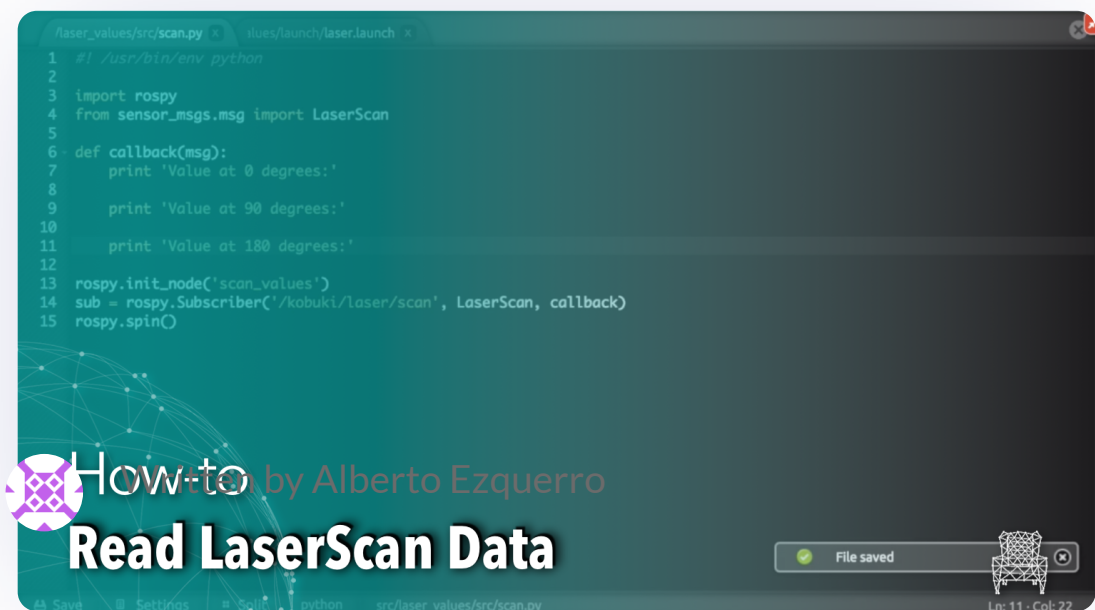 /laser_values/src/scan.py x   ılues/launch/laser.launch x
1 #! /usr/bin/env python
2
3 import rospy
4 from sensor_msgs.msg import LaserScan
5
6 def callback(msg):
7     print 'Value at 0 degrees:'
8
9     print 'Value at 90 degrees:'
10
11     print 'Value at 180 degrees:'
12
13 rospy.init_node('scan_values')
14 sub = rospy.Subscriber('/kobuki/laser/scan', LaserScan, callback)
15 rospy.spin()
How-to
Written by Alberto Ezquerro
Read LaserScan Data
File saved
Save Settings Split python src/laser_values/src/scan.py Ln: 11 · Col: 22